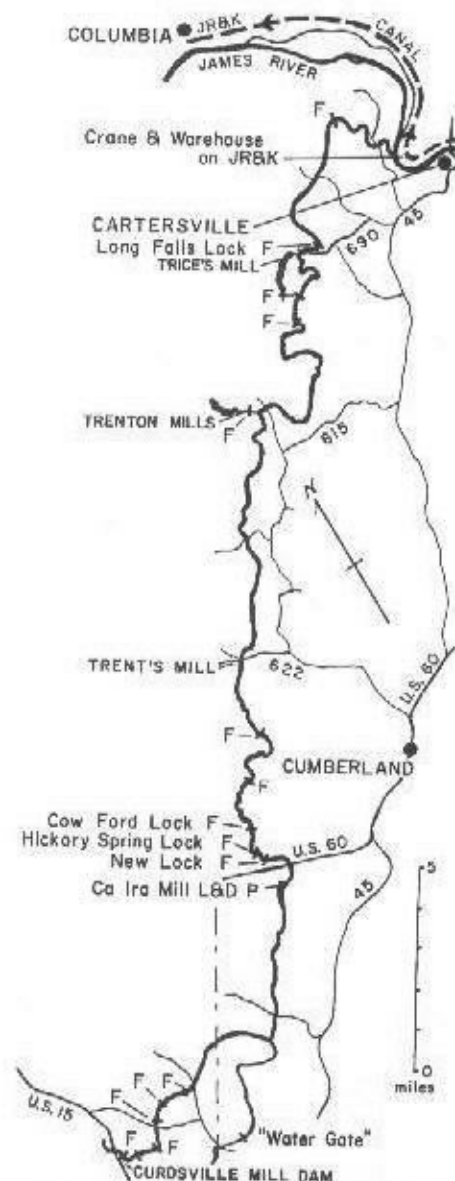 COLUMBIA
JR&K
CANAL
JAMES RIVER
F
Crane & Warehouse
on JR&K
CARTERSVILLE
45
Long Falls Lock F
690
TRICE'S MILL
F
F
TRENTON MILLS
F
615
N
TRENT'S MILL
622
U.S. 60
F
CUMBERLAND
F
Cow Ford Lock F
Hickory Spring Lock F
New Lock F
U.S. 60
Ca Ira Mill L&D P
45
5
0
miles
F
F
F
U.S. 15
F
F
"Water Gate"
CURDSVILLE MILL DAM